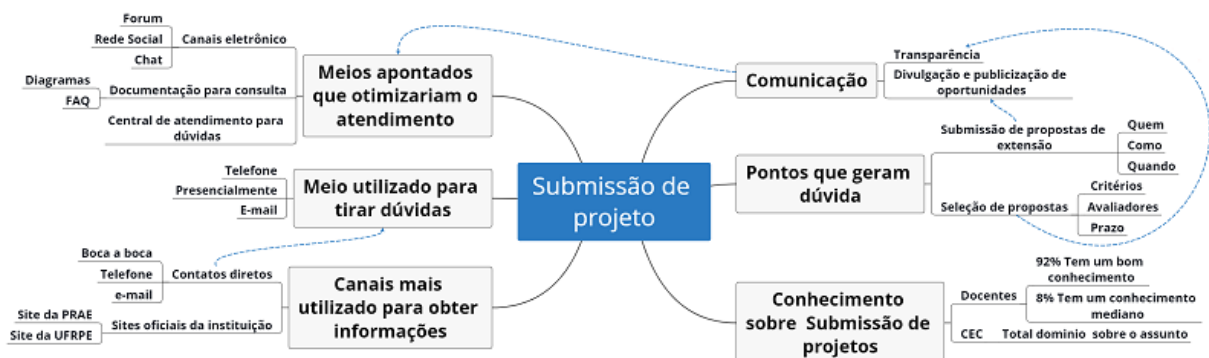 Forum
Rede Social
Chat
Canais eletrônico
Diagramas
FAQ
Documentação para consulta
Central de atendimento para
dúvidas
Meios apontados
que otimizariam o
atendimento
Telefone
Presencialmente
E-mail
Meio utilizado para
tirar dúvidas
Boca a boca
Telefone
e-mail
Contatos diretos
Site da PRAE
Site da UFRPE
Sites oficiais da instituição
Canais mais
utilizado para obter
informações
Submissão de
projeto
Comunicação
Transparência
Divulgação e publicização de
oportunidades
Pontos que geram
dúvida
Submissão de propostas de
extensão
Quem
Como
Quando
Seleção de propostas
Critérios
Avaliadores
Prazo
Conhecimento
sobre Submissão de
projetos
Docentes
92% Tem um bom
conhecimento
8% Tem um conhecimento
mediano
CEC
Total dominio sobre o assunto